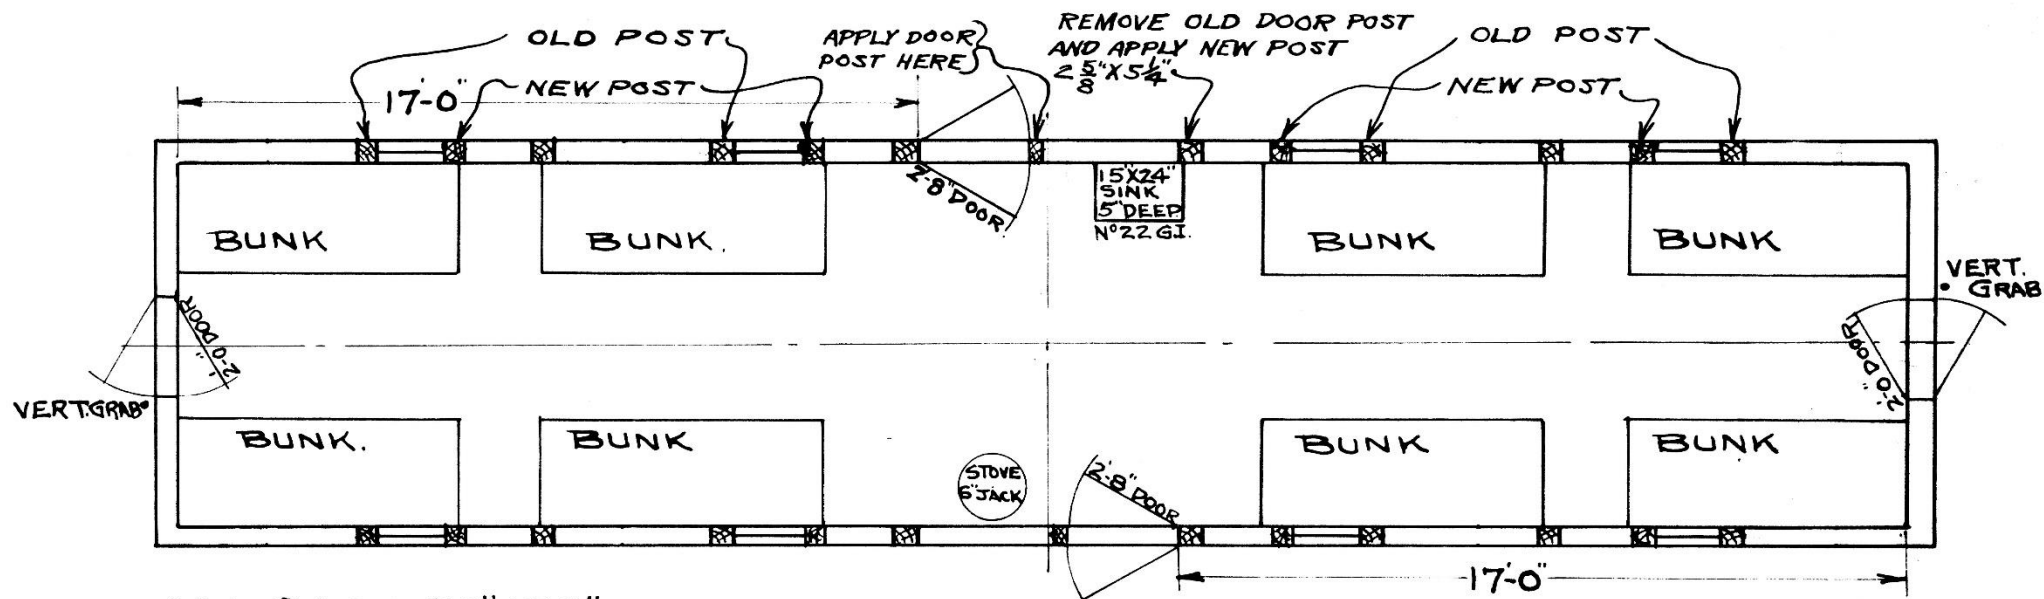 OLD POST
APPLY DOOR
POST HERE
REMOVE OLD DOOR POST
AND APPLY NEW POST
2 5/8" X 5 1/4"
OLD POST
17'-0"
NEW POST
NEW POST
2'-8" DOOR
15"X24"
SINK
5" DEEP
Nº22 G.I.
BUNK
BUNK.
BUNK
BUNK
VERT.
GRAB
2'-0" DOOR
2'-0" DOOR
VERT.GRAB
BUNK.
BUNK
STOVE
6" JACK
2'-8" DOOR
BUNK
BUNK
17'-0"